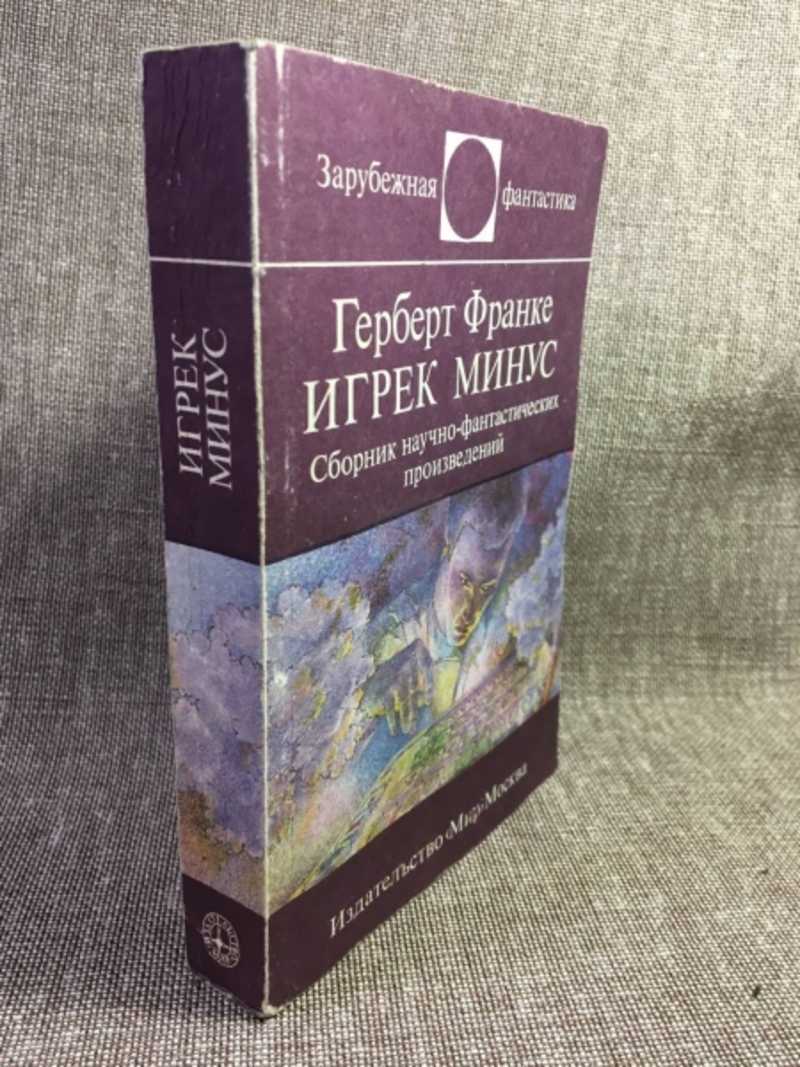 Зарубежная фантастика
Герберт Франке
ИГРЕК МИНУС
Сборник научно-фантастических
произведений
Издательство «Мир» Москва
ИГРЕК
МИНУС